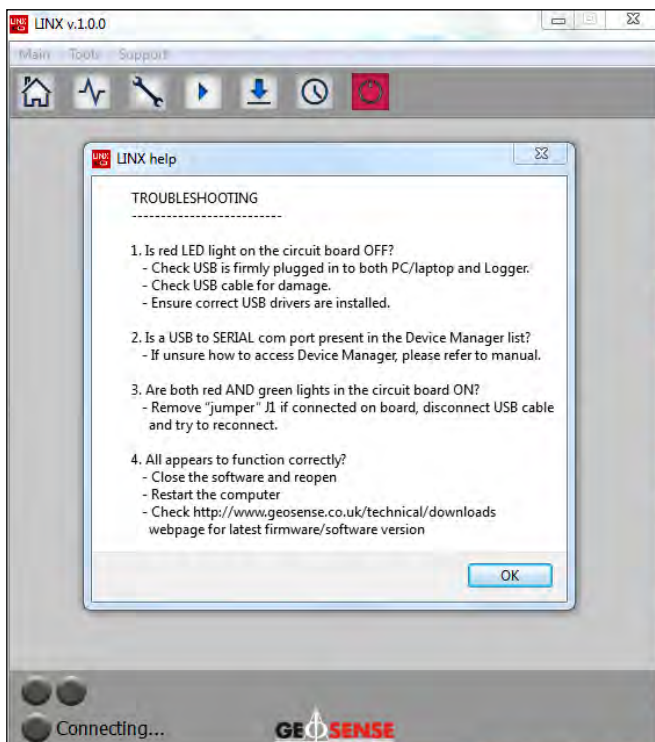 LINX v.1.0.0
Main Tools Support
LINX help
TROUBLESHOOTING
---------------------------
1. Is red LED light on the circuit board OFF?
- Check USB is firmly plugged in to both PC/laptop and Logger.
- Check USB cable for damage.
- Ensure correct USB drivers are installed.
2. Is a USB to SERIAL com port present in the Device Manager list?
- If unsure how to access Device Manager, please refer to manual.
3. Are both red AND green lights in the circuit board ON?
- Remove "jumper" J1 if connected on board, disconnect USB cable
and try to reconnect.
4. All appears to function correctly?
- Close the software and reopen
- Restart the computer
- Check http://www.geosense.co.uk/technical/downloads
webpage for latest firmware/software version
OK
Connecting...
GEOSENSE